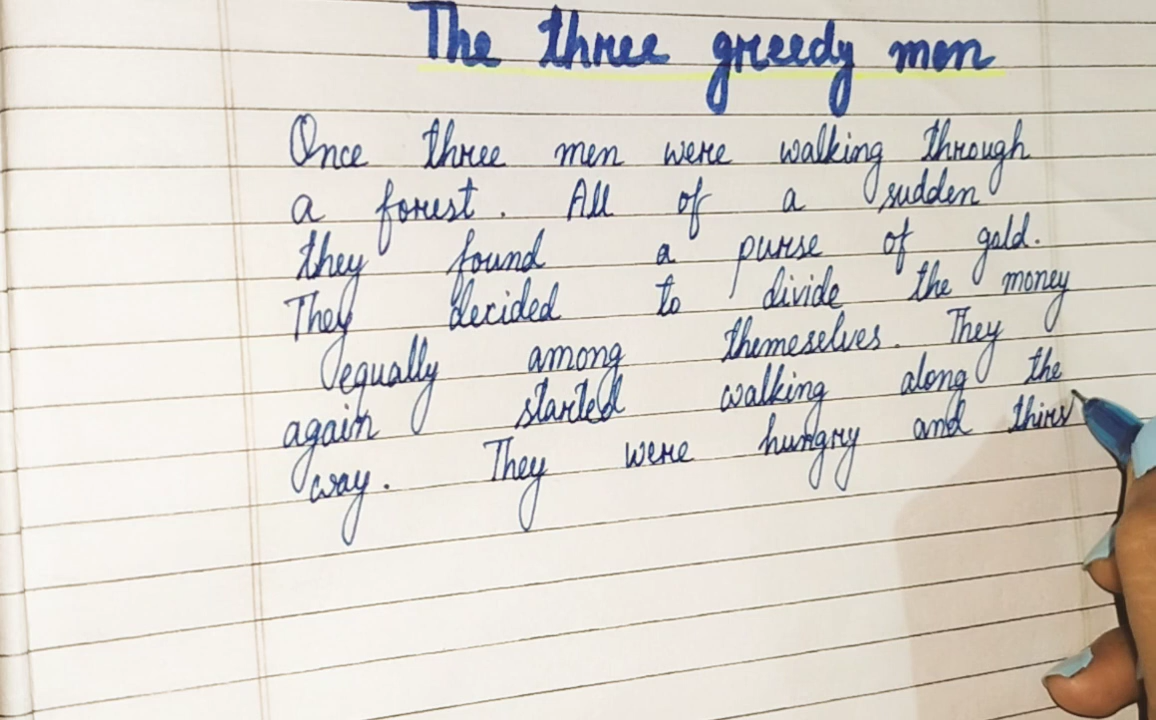 The three greedy men
Once three men were walking through
a forest. All of a sudden
they found a purse of gold.
They decided to divide the money
equally among themeselves. They
again started walking along the
way. They were hungry and thirs